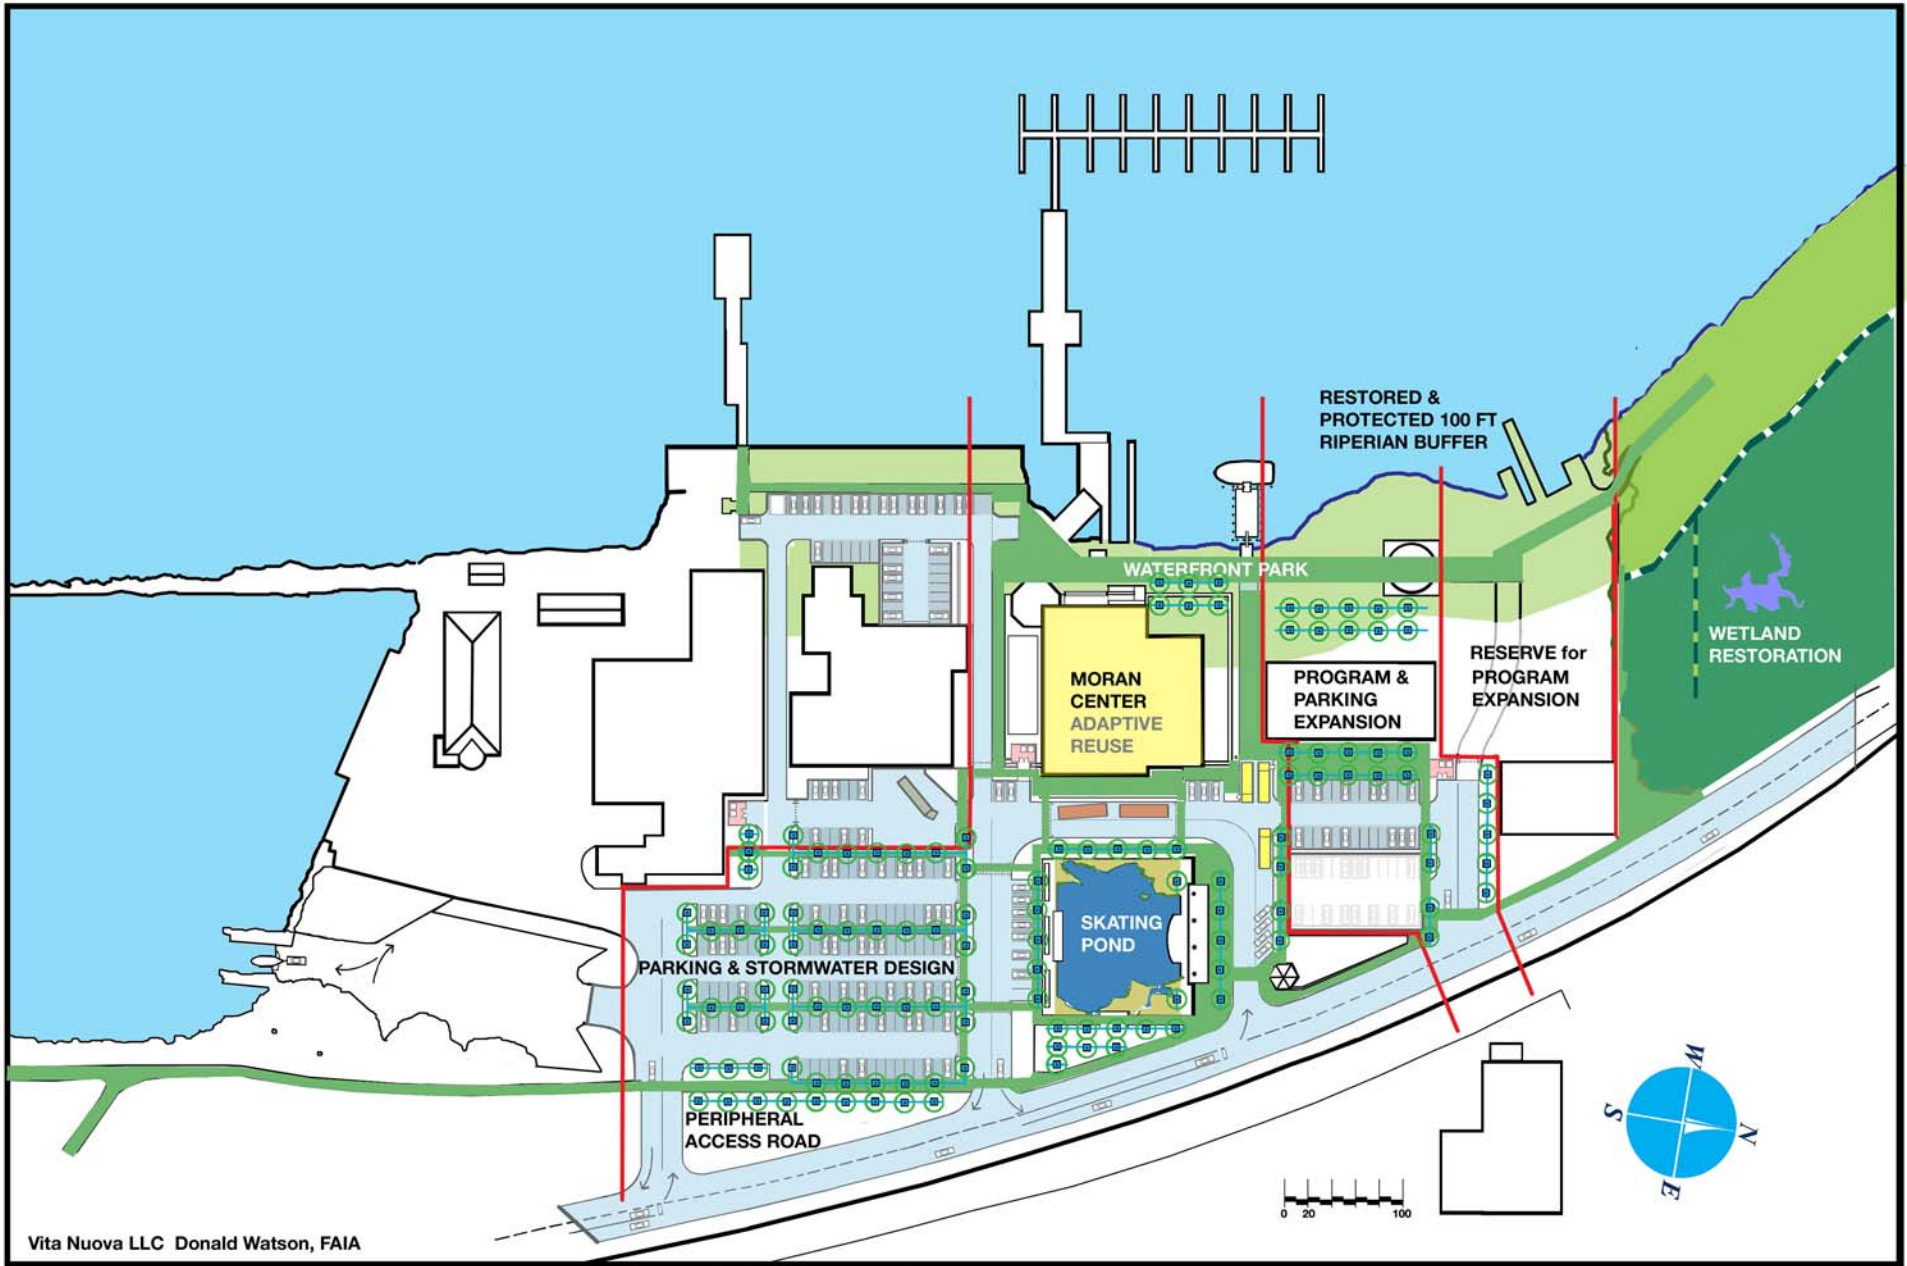 RESTORED &
PROTECTED 100 FT
RIPERIAN BUFFER
WATERFRONT PARK
WETLAND
RESTORATION
RESERVE for
PROGRAM
EXPANSION
MORAN
CENTER
ADAPTIVE
REUSE
PROGRAM &
PARKING
EXPANSION
SKATING
POND
PARKING & STORMWATER DESIGN
PERIPHERAL
ACCESS ROAD
W
S
N
E
0 20 100
Vita Nuova LLC Donald Watson, FAIA